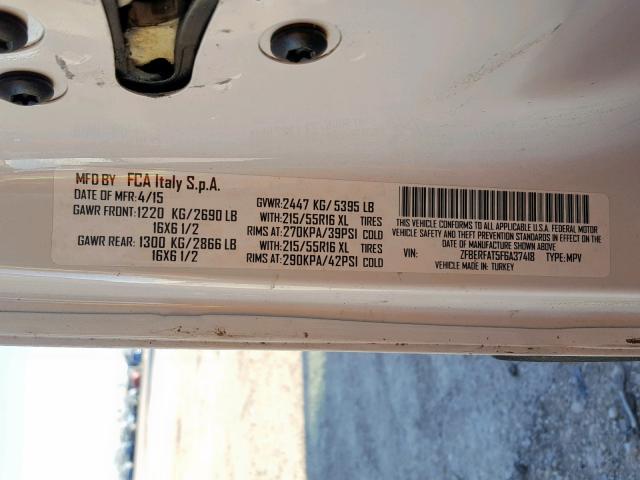 MFD BY FCA Italy S.p.A.
DATE OF MFR: 4/15
GAWR FRONT: 1220 KG/2690 LB
16X6 1/2
GAWR REAR: 1300 KG/2866 LB
16X6 1/2
GVWR: 2447 KG/ 5395 LB
WITH: 215/55R16 XL TIRES
RIMS AT: 270KPA/39PSI COLD
WITH: 215/55R16 XL TIRES
RIMS AT: 290KPA/42PSI COLD
THIS VEHICLE CONFORMS TO ALL APPLICABLE U.S.A. FEDERAL MOTOR
VEHICLE SAFETY AND THEFT PREVENTION STANDARDS IN EFFECT ON
THE DATE OF MANUFACTURE SHOWN ABOVE.
VIN: ZFBERFAT5F6A37418 TYPE: MPV
VEHICLE MADE IN: TURKEY